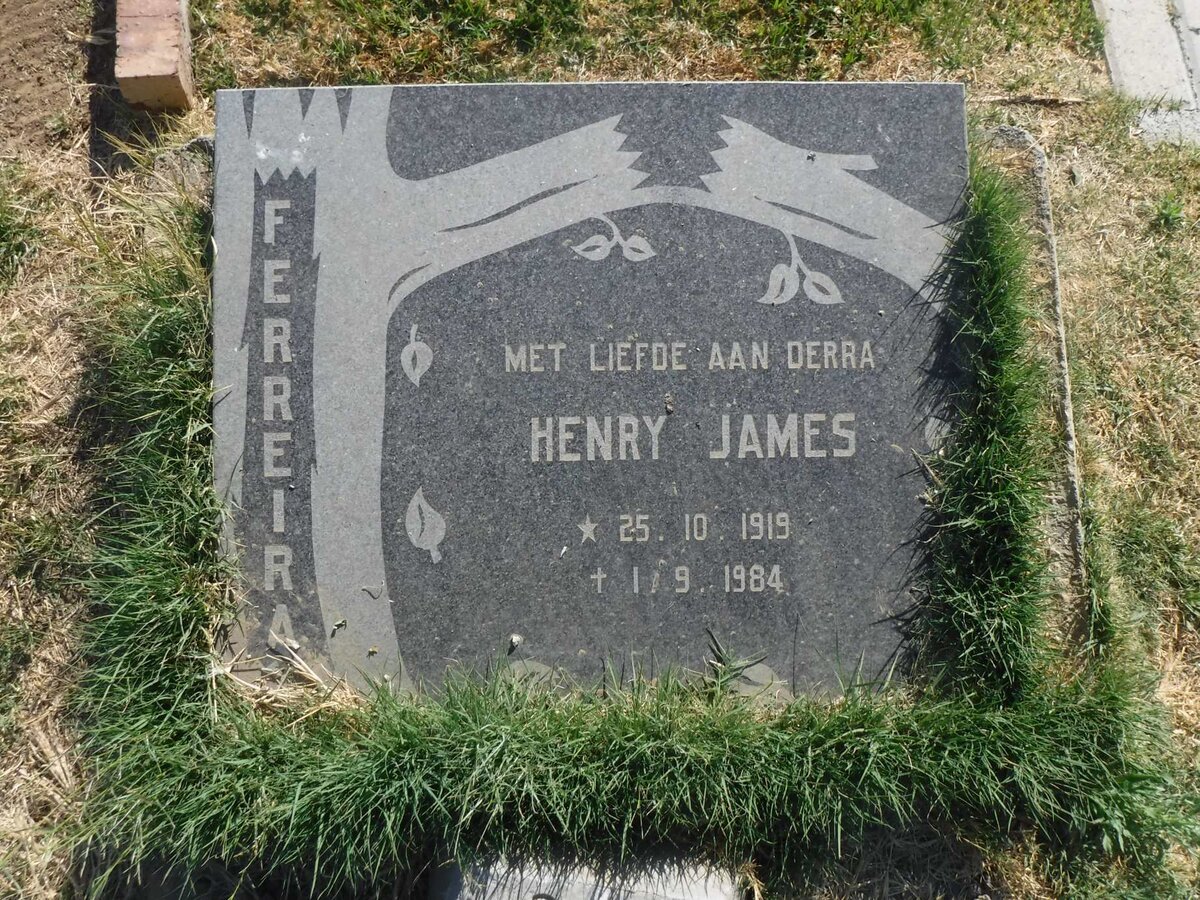 FERREIRA
MET LIEFDE AAN DERRA
HENRY JAMES
★ 25. 10. 1919
✝ 1. 9. 1984